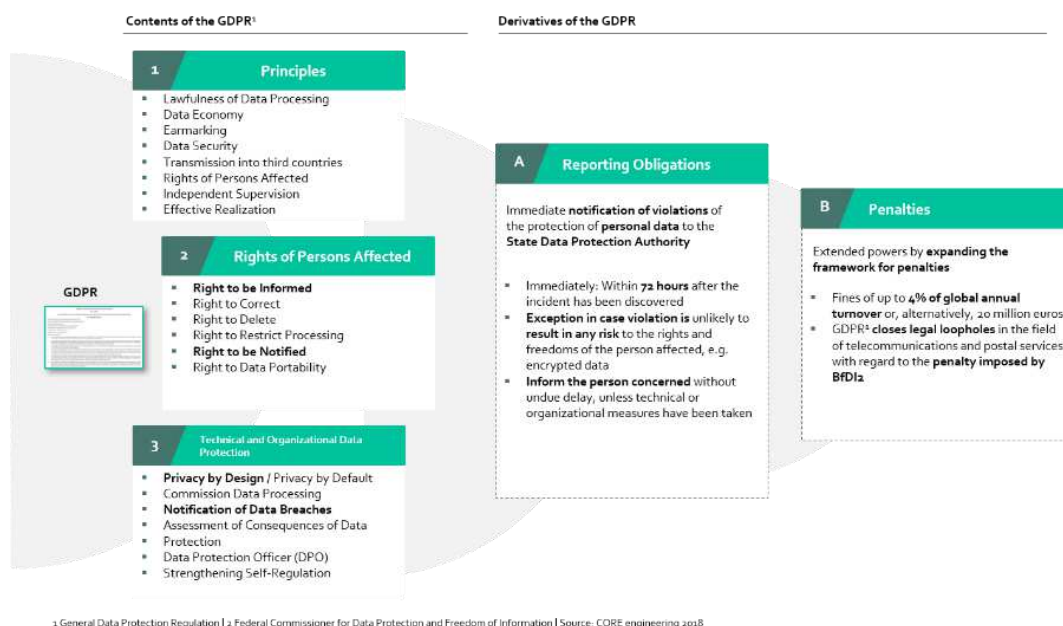 Contents of the GDPR¹
Derivatives of the GDPR
1 Principles
Lawfulness of Data Processing
Data Economy
Earmarking
Data Security
Transmission into third countries
Rights of Persons Affected
Independent Supervision
Effective Realization
2 Rights of Persons Affected
Right to be Informed
Right to Correct
Right to Delete
Right to Restrict Processing
Right to be Notified
Right to Data Portability
GDPR
3 Technical and Organizational Data
Protection
Privacy by Design / Privacy by Default
Commission Data Processing
Notification of Data Breaches
Assessment of Consequences of Data
Protection
Data Protection Officer (DPO)
Strengthening Self-Regulation
A Reporting Obligations
Immediate notification of violations of
the protection of personal data to the
State Data Protection Authority
Immediately: Within 72 hours after the
incident has been discovered
Exception in case violation is unlikely to
result in any risk to the rights and
freedoms of the person affected, e.g.
encrypted data
Inform the person concerned without
undue delay, unless technical or
organizational measures have been taken
B Penalties
Extended powers by expanding the
framework for penalties
Fines of up to 4% of global annual
turnover or, alternatively, 20 million euros
GDPR¹ closes legal loopholes in the field
of telecommunications and postal services
with regard to the penalty imposed by
BfDI2
1 General Data Protection Regulation | 2 Federal Commissioner for Data Protection and Freedom of Information | Source: CORE engineering 2018